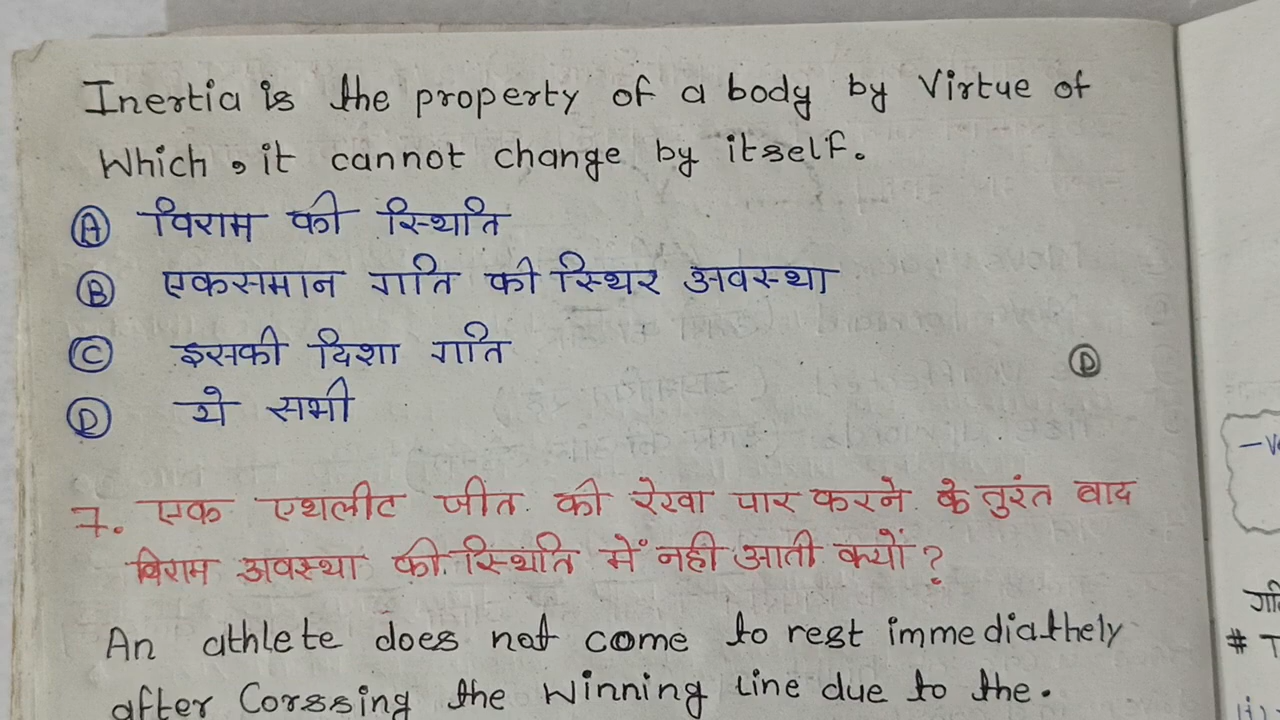 Inertia is the property of a body by Virtue of
Which, it cannot change by itself.
Ⓐ विराम की स्थिति
Ⓑ एकसमान गति की स्थिर अवस्था
Ⓒ इसकी दिशा गति
Ⓓ ये सभी
Ⓓ
7. एक एथलीट जीत की रेखा पार करने के तुरंत बाद
विराम अवस्था की स्थिति में नही आती क्यों ?
An athlete does not come to rest immediathely
after Corssing the Winning Line due to the.